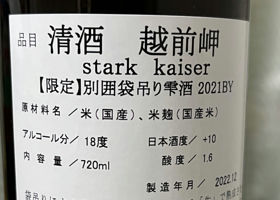 品目 清酒 越前岬
stark kaiser
【限定】別囲袋吊り雫酒 2021BY
原材料名／米(国産)、米麹(国産米)
アルコール分／18度 日本酒度／+10
内容量／720ml 酸度／1.6
製造年月／2022.12
袋吊り